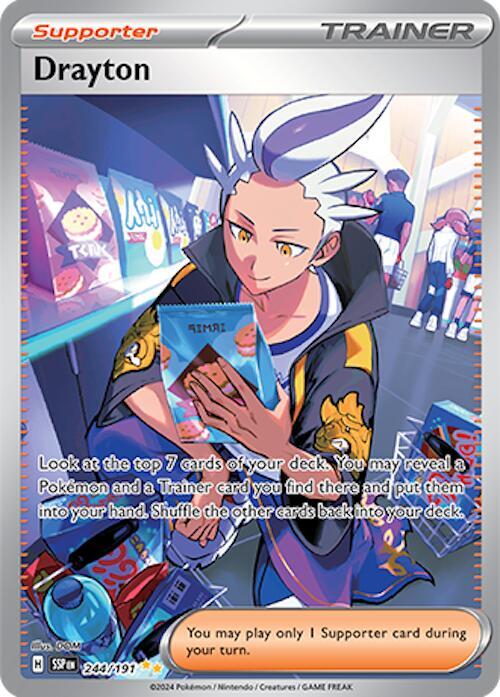 Supporter
TRAINER
Drayton
Look at the top 7 cards of your deck. You may reveal a
Pokémon and a Trainer card you find there and put them
into your hand. Shuffle the other cards back into your deck.
Illus. DOM
You may play only 1 Supporter card during
your turn.
H SSP EN 244/191
©2024 Pokémon / Nintendo / Creatures / GAME FREAK